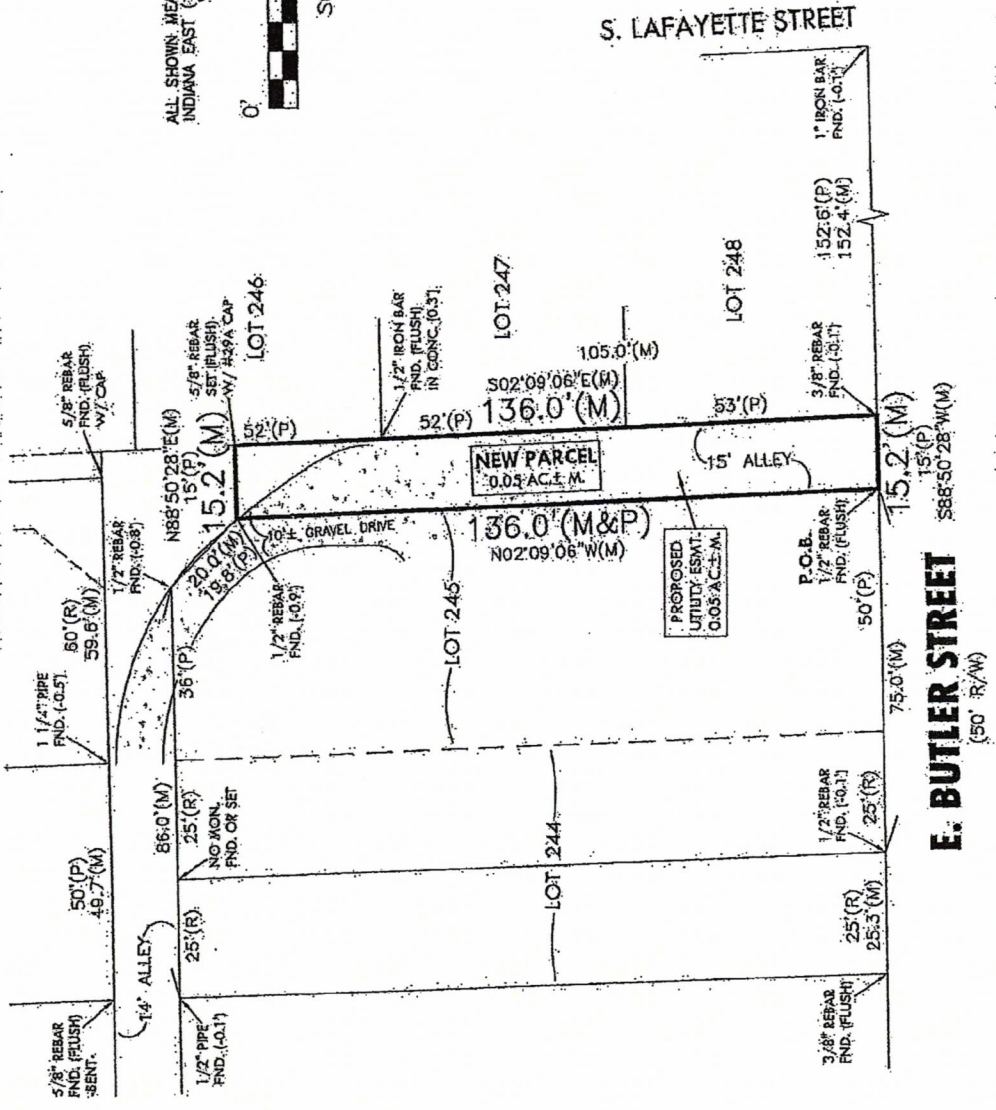 ALL SHOWN MEA
INDIANA EAST (
0'
S. LAFAYETTE STREET
1" IRON BAR
FND. (-0.1')
152.6'(P)
152.4'(M)
5/8" REBAR
FND. (FLUSH)
W/ CAP
N88°50'28"E(M)
15'(P)
15.2'(M)
5/8" REBAR
SET (FLUSH)
W/ #29A CAP
LOT 246
1/2" IRON BAR
FND. (FLUSH)
IN CONC. (0.3')
LOT 247
LOT 248
52'(P)
52'(P)
53'(P)
105.0'(M)
S02°09'06"E(M)
136.0'(M)
3/8" REBAR
FND. (-0.1')
NEW PARCEL
0.05 AC.± M.
15' ALLEY
10'± GRAVEL DRIVE
136.0'(M&P)
N02°09'06"W(M)
PROPOSED
UTILITY ESMT.
0.05 AC.± M.
P.O.B.
1/2" REBAR
FND. (FLUSH)
15.2'(M)
15'(P)
S88°50'28"W(M)
1/2" REBAR
FND. (-0.8')
20.0'(M)
19.8'(P)
1/2" REBAR
FND. (-0.9')
60'(R)
59.6'(M)
1 1/4" PIPE
FND. (-0.5')
36'(P)
LOT 245
50'(P)
75.0'(M)
86.0'(M)
25'(R)
NO MON.
FND. OR SET
50'(P)
49.7'(M)
14' ALLEY
25'(R)
LOT 244
1/2" REBAR
FND. (-0.1')
25'(R)
25'(R)
25.3'(M)
5/8" REBAR
FND. (FLUSH)
BENT
1/2" PIPE
FND. (-0.1')
3/8" REBAR
FND. (FLUSH)
E. BUTLER STREET
(50' R/W)